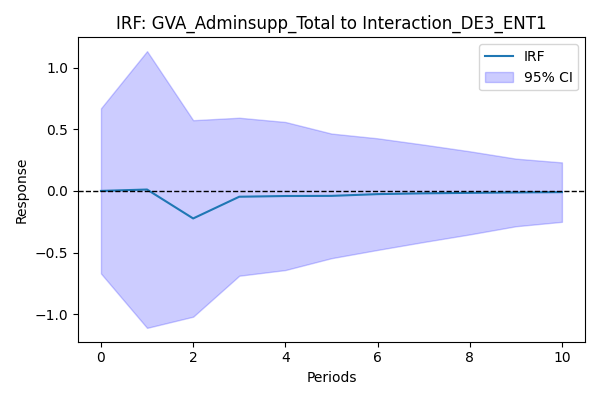 IRF: GVA_Adminsupp_Total to Interaction_DE3_ENT1
IRF
95% CI
Response
1.0
0.5
0.0
−0.5
−1.0
0 2 4 6 8 10
Periods